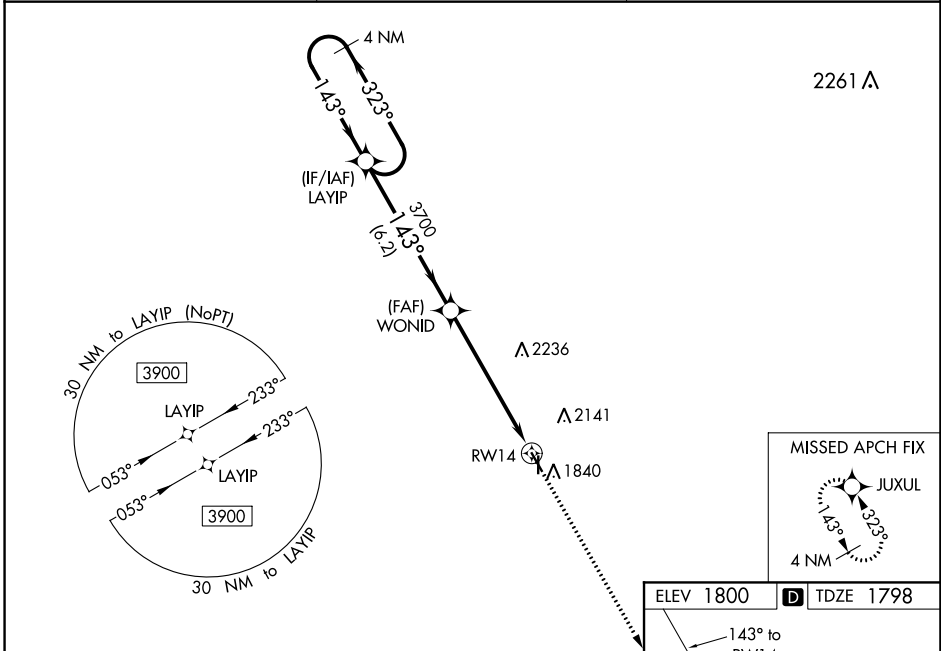 4 NM
2261
143°
323°
(IF/IAF)
LAYIP
3700
143°
(6.2)
(FAF)
WONID
30 NM to LAYIP (NoPT)
3900
2236
LAYIP
233°
233°
2141
053°
LAYIP
RW14
1840
053°
3900
30 NM to LAYIP
MISSED APCH FIX
JUXUL
143°
323°
4 NM
ELEV 1800 D TDZE 1798
143° to